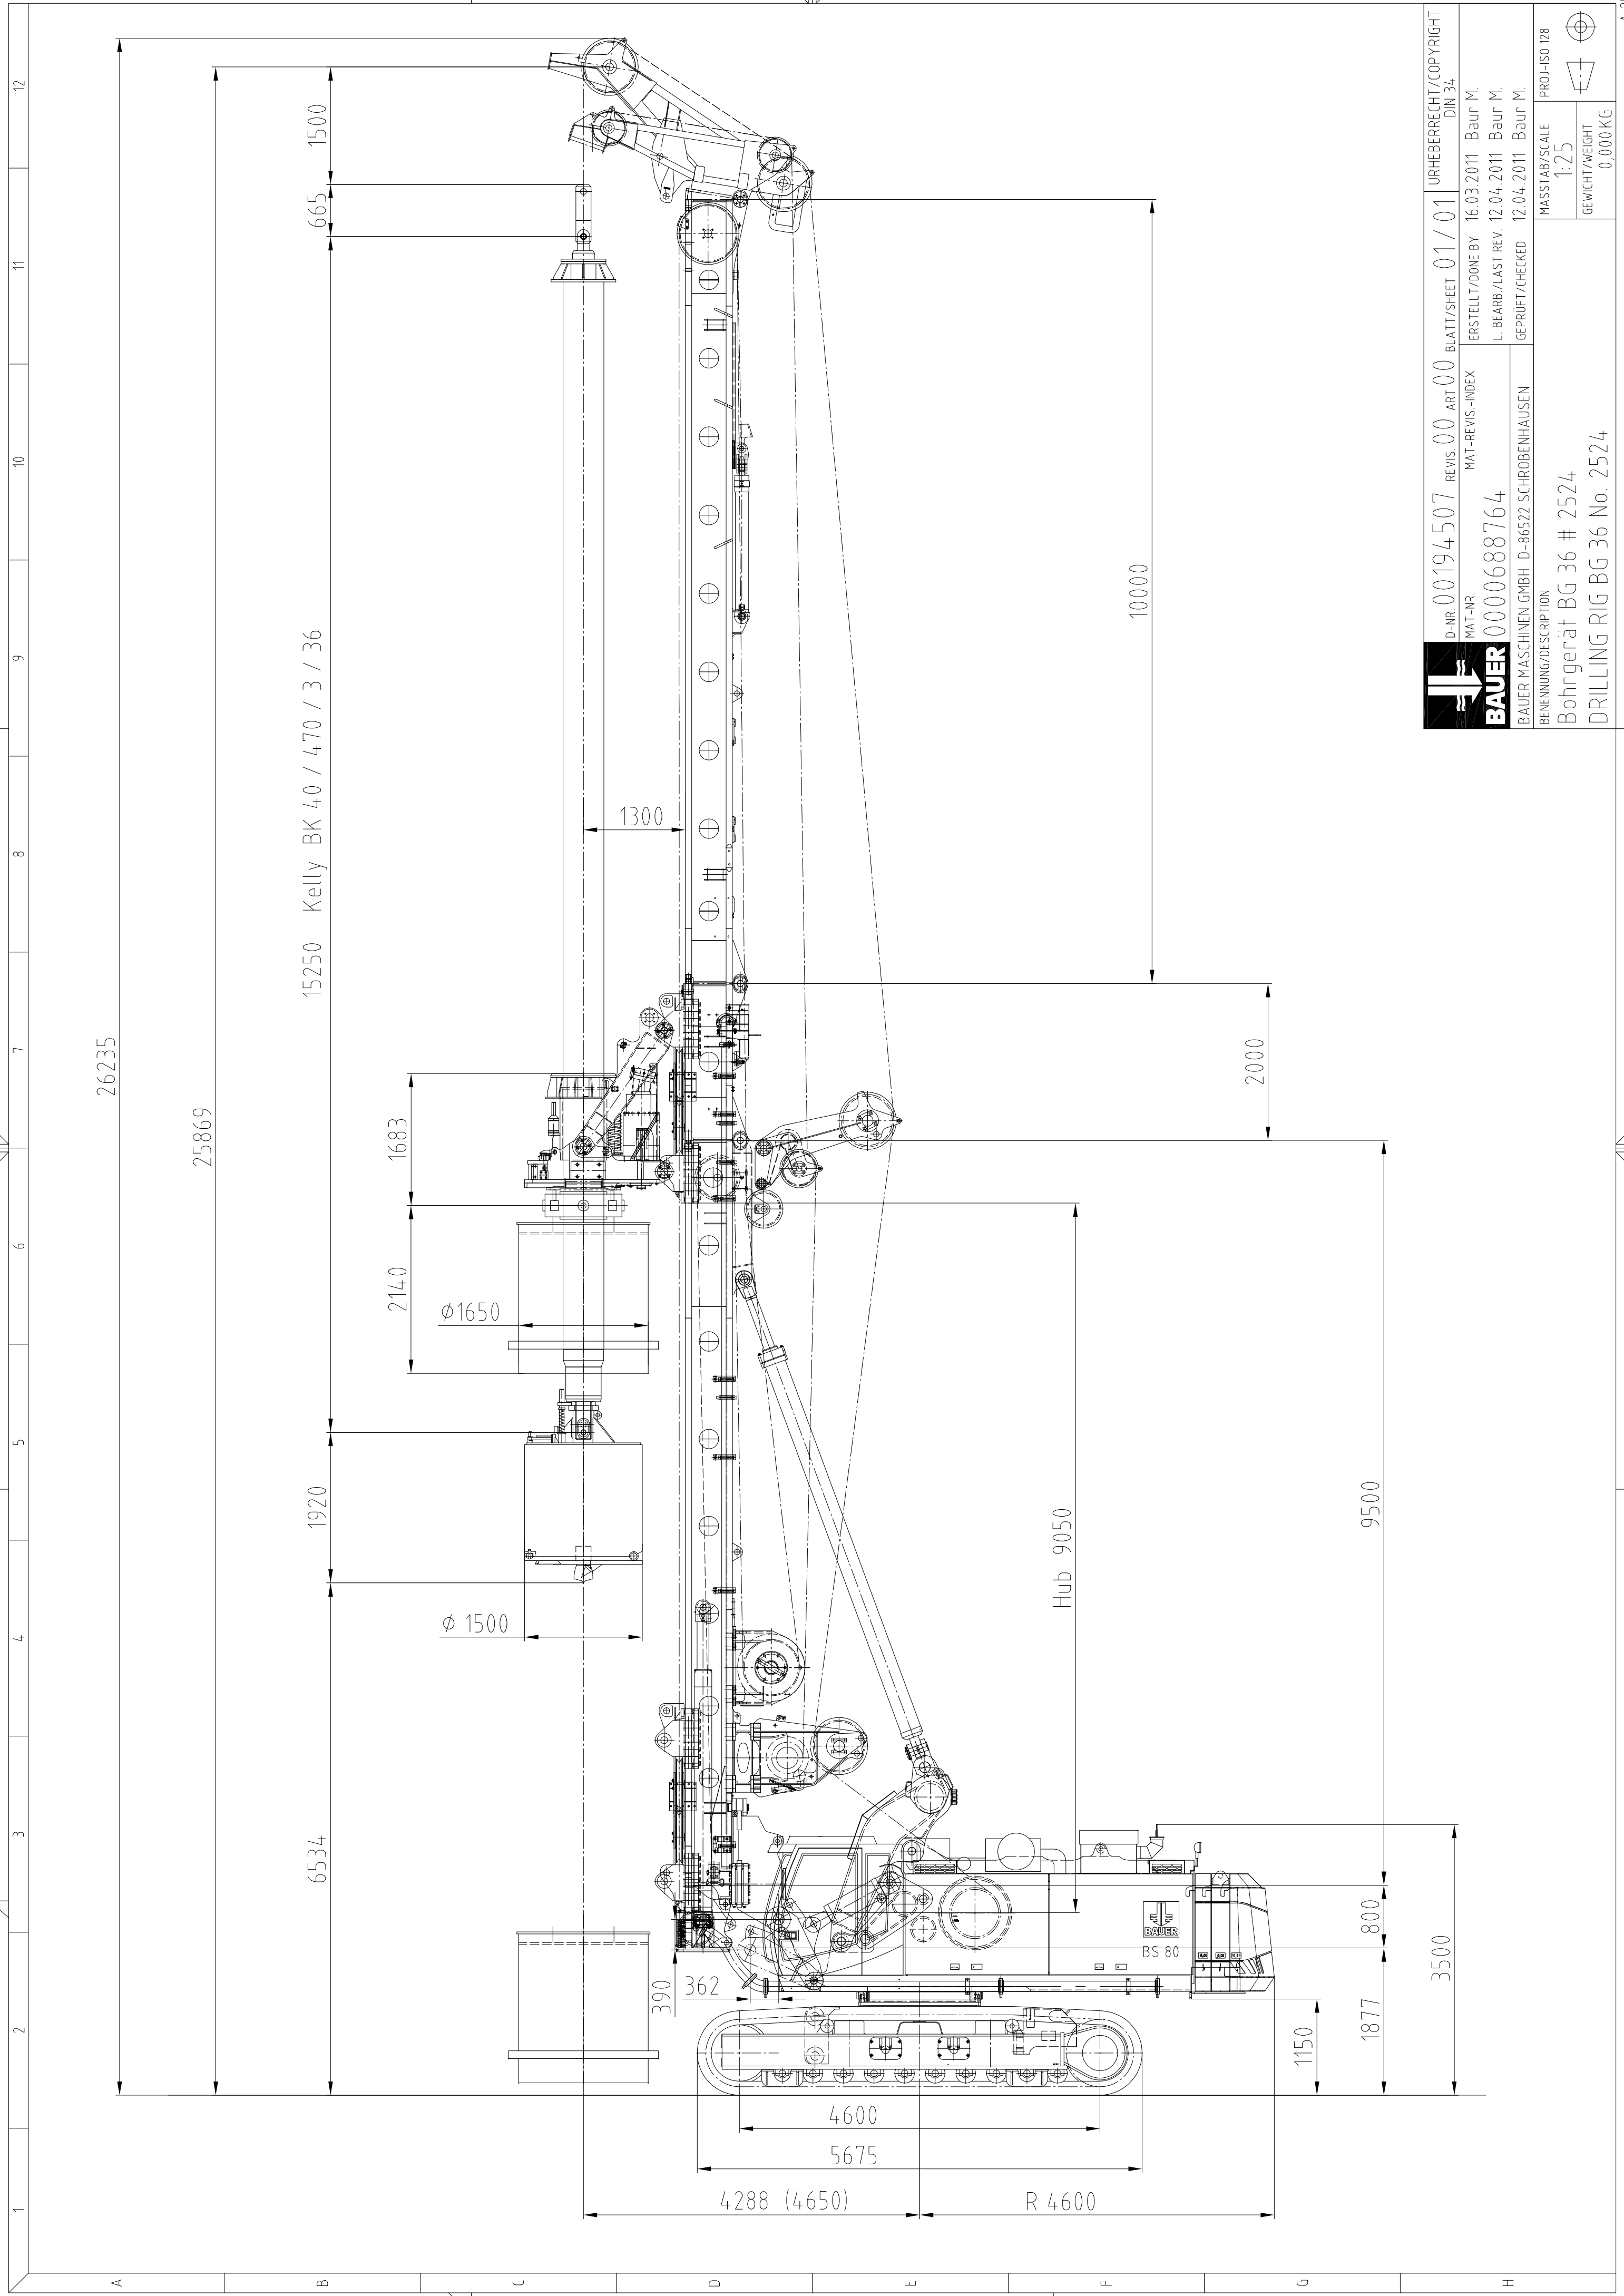 12
11
10
9
8
7
6
5
4
3
2
1
A
B
C
D
E
F
G
H
26235
25869
1500
665
15250 Kelly BK 40 / 470 / 3 / 36
1300
10000
2000
1683
2140
Ø1650
1920
Ø 1500
6534
Hub 9050
9500
800
1877
3500
1150
390
362
BAUER
BS 80
4600
5675
4288 (4650)
R 4600
BAUER
D-NR. 00194507 REVIS. 00 ART 00 BLATT/SHEET 01/01
URHEBERRECHT/COPYRIGHT
DIN 34
MAT-NR.
MAT-REVIS.-INDEX
0000688764
ERSTELLT/DONE BY 16.03.2011 Baur M.
L. BEARB./LAST REV. 12.04.2011 Baur M.
GEPRÜFT/CHECKED 12.04.2011 Baur M.
BAUER MASCHINEN GMBH D-86522 SCHROBENHAUSEN
BENENNUNG/DESCRIPTION
Bohrgerät BG 36 # 2524
DRILLING RIG BG 36 No. 2524
MASSTAB/SCALE
1:25
PROJ-ISO 128
GEWICHT/WEIGHT
0,000KG